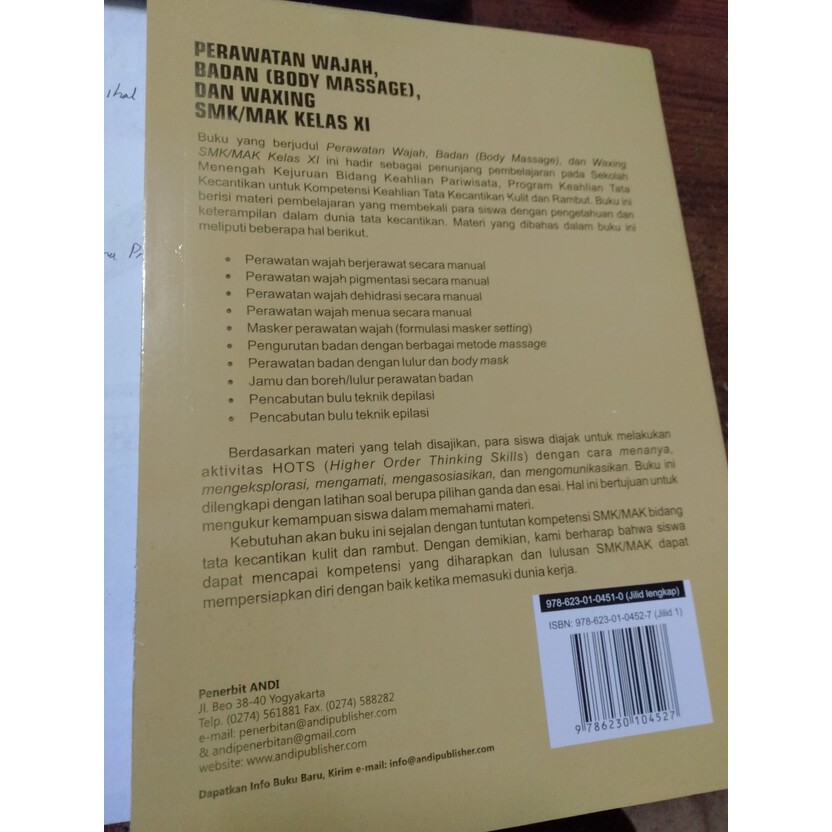 PERAWATAN WAJAH,
BADAN (BODY MASSAGE),
DAN WAXING
SMK/MAK KELAS XI
Buku yang berjudul Perawatan Wajah, Badan (Body Massage), dan Waxing
SMK/MAK Kelas XI ini hadir sebagai penunjang pembelajaran pada Sekolah
Menengah Kejuruan Bidang Keahlian Pariwisata, Program Keahlian Tata
Kecantikan untuk Kompetensi Keahlian Tata Kecantikan Kulit dan Rambut. Buku ini
berisi materi pembelajaran yang membekali para siswa dengan pengetahuan dan
keterampilan dalam dunia tata kecantikan. Materi yang dibahas dalam buku ini
meliputi beberapa hal berikut.
• Perawatan wajah berjerawat secara manual
• Perawatan wajah pigmentasi secara manual
• Perawatan wajah dehidrasi secara manual
• Perawatan wajah menua secara manual
• Masker perawatan wajah (formulasi masker setting)
• Pengurutan badan dengan berbagai metode massage
• Perawatan badan dengan lulur dan body mask
• Jamu dan boreh/lulur perawatan badan
• Pencabutan bulu teknik depilasi
• Pencabutan bulu teknik epilasi
Berdasarkan materi yang telah disajikan, para siswa diajak untuk melakukan
aktivitas HOTS (Higher Order Thinking Skills) dengan cara menanya,
mengeksplorasi, mengamati, mengasosiasikan, dan mengomunikasikan. Buku ini
dilengkapi dengan latihan soal berupa pilihan ganda dan esai. Hal ini bertujuan untuk
mengukur kemampuan siswa dalam memahami materi.
Kebutuhan akan buku ini sejalan dengan tuntutan kompetensi SMK/MAK bidang
tata kecantikan kulit dan rambut. Dengan demikian, kami berharap bahwa siswa
dapat mencapai kompetensi yang diharapkan dan lulusan SMK/MAK dapat
mempersiapkan diri dengan baik ketika memasuki dunia kerja.
978-623-01-0451-0 (Jilid lengkap)
ISBN: 978-623-01-0452-7 (Jilid 1)
9 786230 104527
Penerbit ANDI
Jl. Beo 38-40 Yogyakarta
Telp. (0274) 561881 Fax. (0274) 588282
e-mail: penerbitan@andipublisher.com
& andipenerbitan@gmail.com
website: www.andipublisher.com
Dapatkan Info Buku Baru, Kirim e-mail: info@andipublisher.com